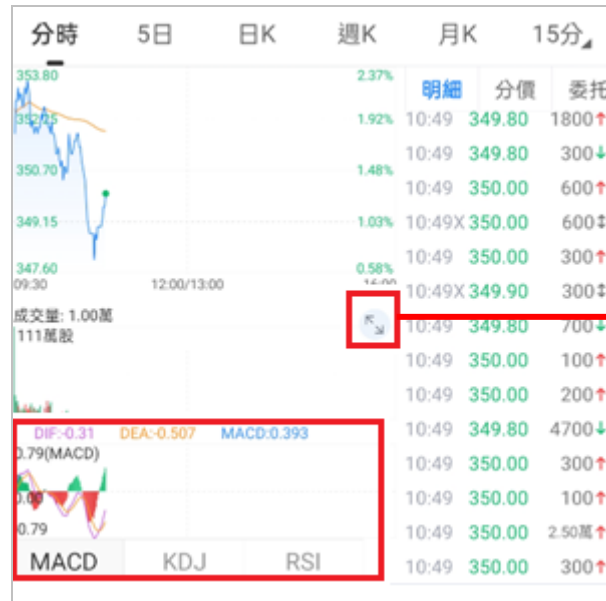 分時 5日 日K 週K 月K 15分
明細 分價 委托
353.80 2.37%
352.25 1.92%
350.70 1.48%
349.15 1.03%
347.60 0.58%
09:30 12:00/13:00 16:00
成交量: 1.00萬
111萬股
DIF:-0.31 DEA:-0.507 MACD:0.393
0.79(MACD)
0.00
0.79
MACD KDJ RSI
10:49 349.80 1800↑
10:49 349.80 300↓
10:49 350.00 600↑
10:49X 350.00 600↕
10:49 350.00 300↑
10:49X 349.90 300↕
10:49 349.80 700↓
10:49 350.00 100↑
10:49 350.00 200↑
10:49 349.80 4700↓
10:49 350.00 300↑
10:49 350.00 100↑
10:49 350.00 2.50萬↑
10:49 350.00 300↑